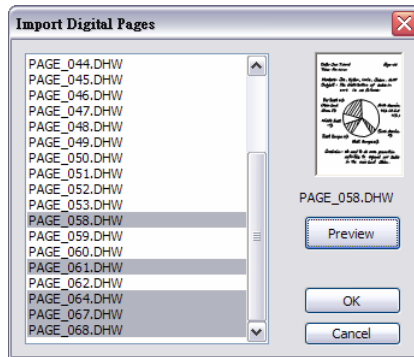 Import Digital Pages
PAGE_044.DHW
PAGE_045.DHW
PAGE_046.DHW
PAGE_047.DHW
PAGE_048.DHW
PAGE_049.DHW
PAGE_050.DHW
PAGE_051.DHW
PAGE_052.DHW
PAGE_053.DHW
PAGE_058.DHW
PAGE_059.DHW
PAGE_060.DHW
PAGE_061.DHW
PAGE_062.DHW
PAGE_064.DHW
PAGE_067.DHW
PAGE_068.DHW
PAGE_058.DHW
Preview
OK
Cancel